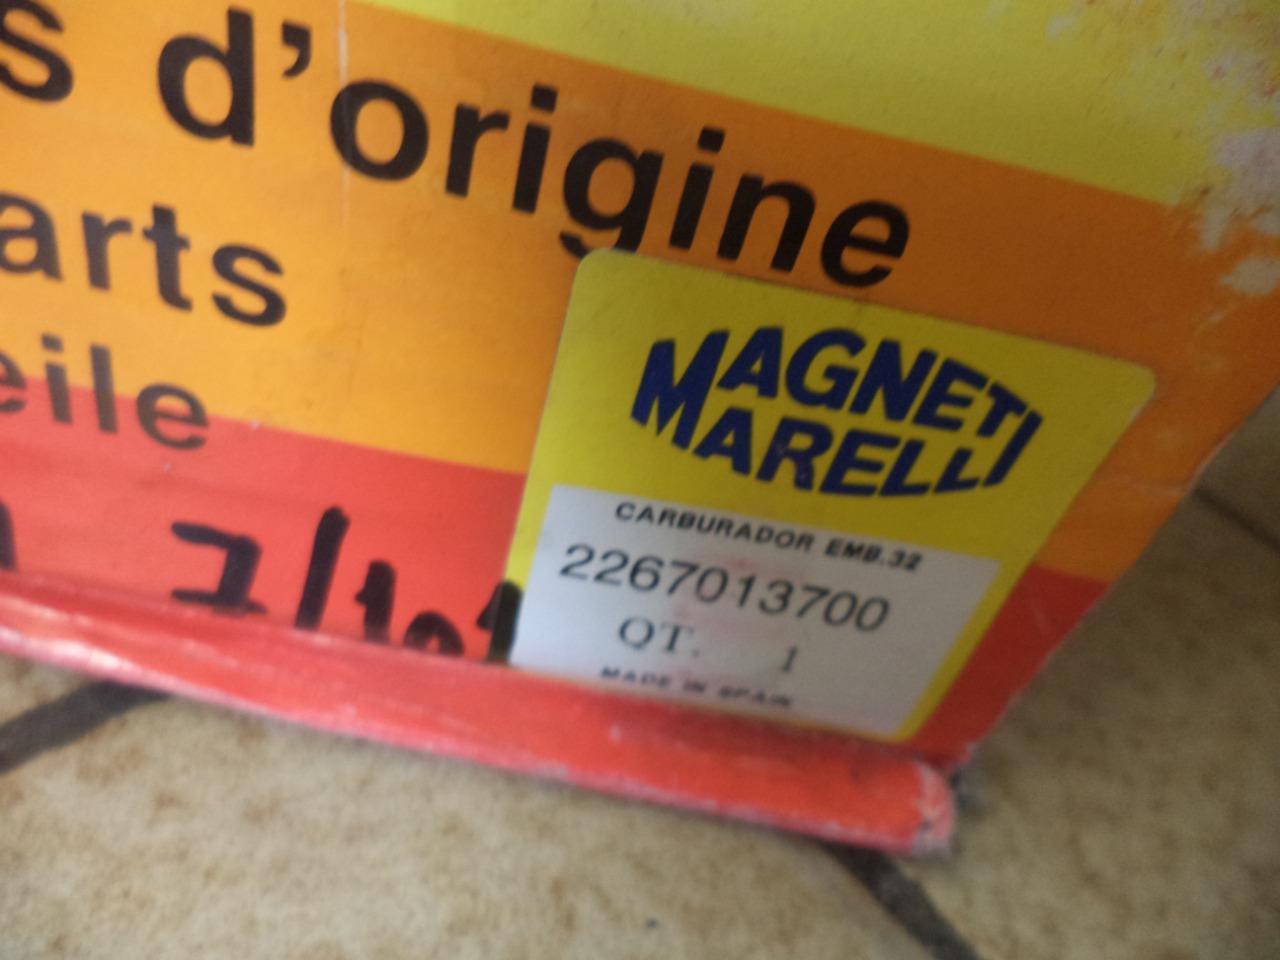 s d'origine
arts
eile
MAGNETI
MARELLI
CARBURADOR EMB.32
2267013700
QT. 1
MADE IN SPAIN